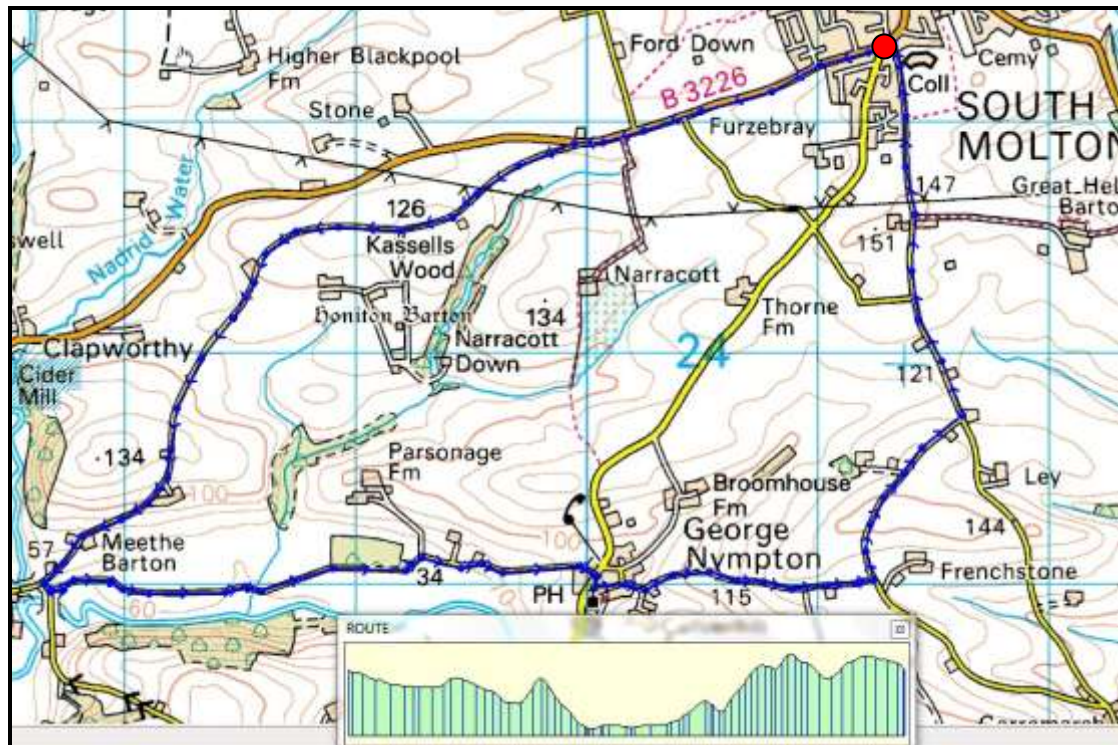 Higher Blackpool
Fm
Ford Down
Cemy
B 3226
Coll
Stone
Furzebray
SOUTH
MOLTON
Water
Nadrid
126
147
Great Hel
Barto
swell
Kassells
Wood
151
Narracott
Honiton Barton
134
Thorne
Fm
Clapworthy
Narracott
Down
24
Cider
Mill
121
134
Parsonage
Fm
100
Broomhouse
Fm
Ley
George
Nympton
144
100
57
Meethe
Barton
34
Frenchstone
60
PH
115
ROUTE